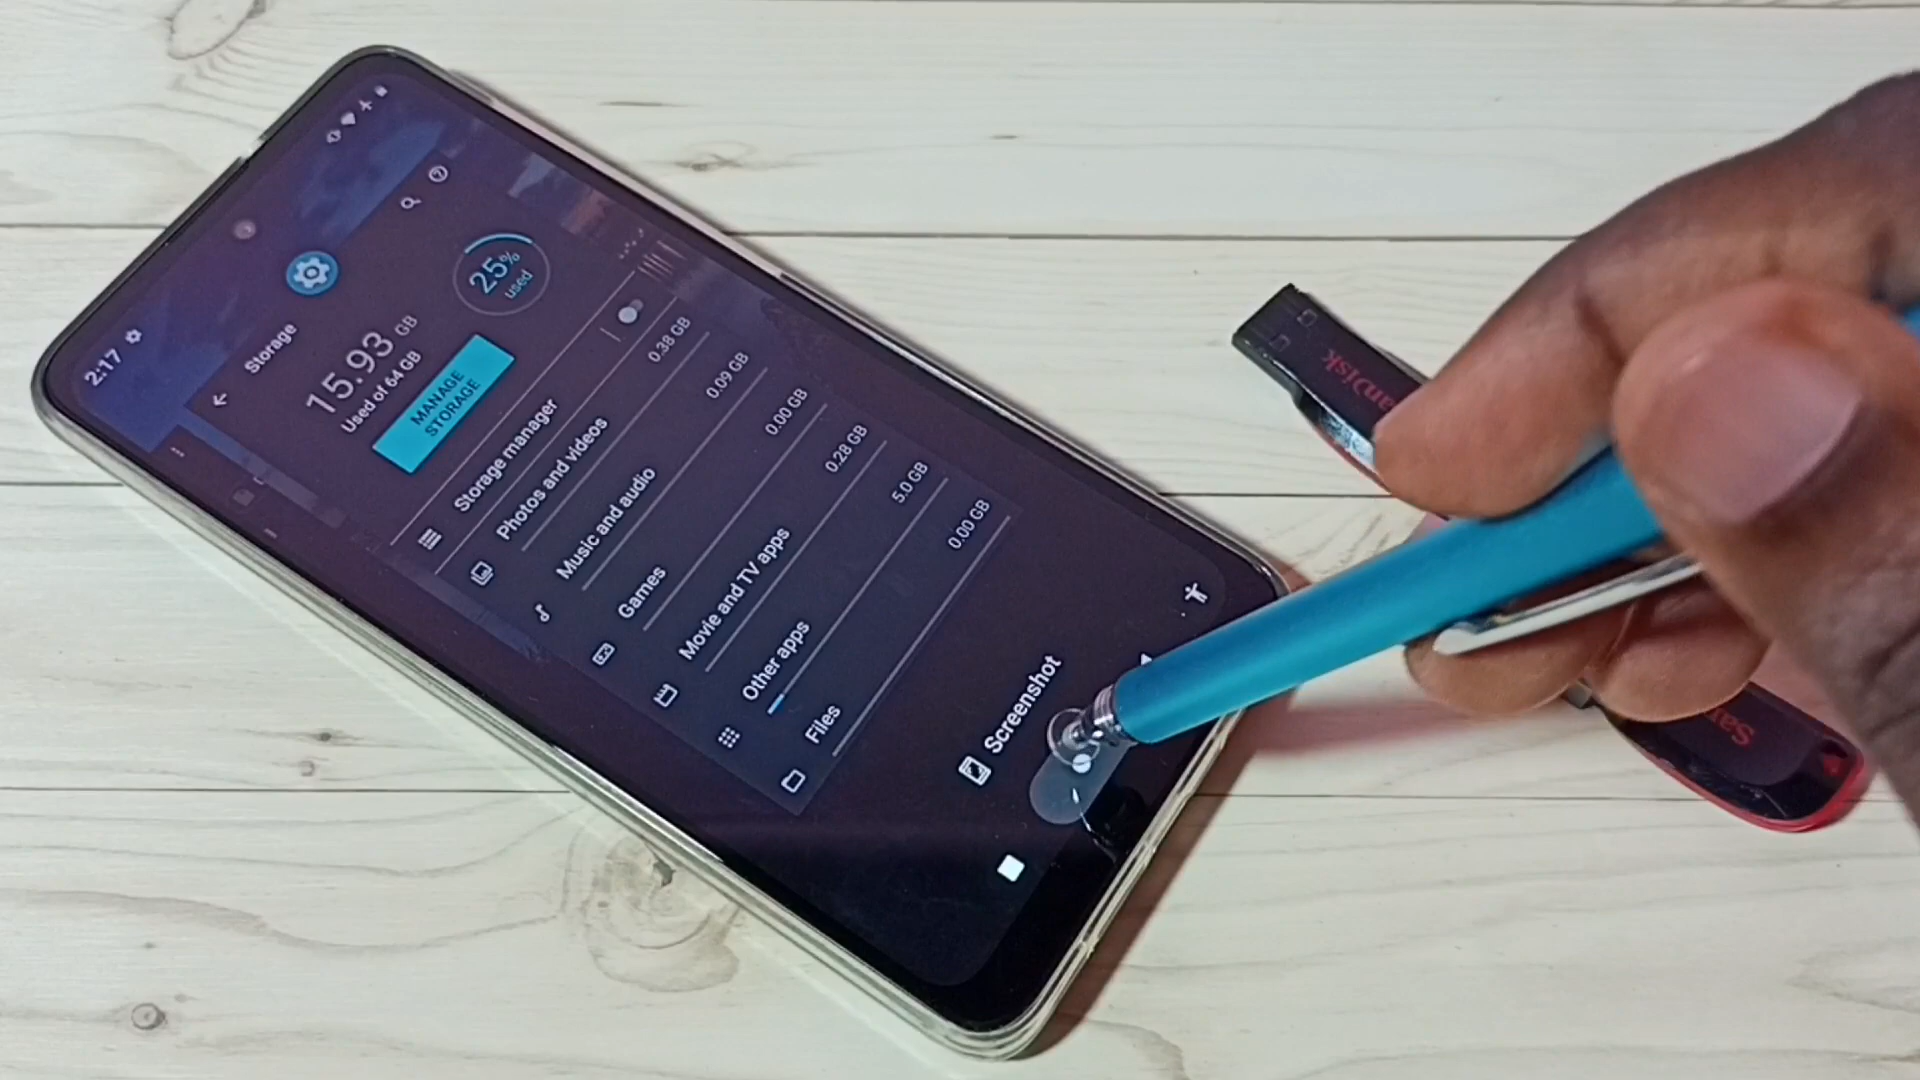 2:17
Storage
15.93 GB
Used of 64 GB
25%
used
MANAGE
STORAGE
Storage manager
Photos and videos
0.38 GB
Music and audio
0.09 GB
Games
0.00 GB
Movie and TV apps
0.28 GB
Other apps
5.0 GB
Files
0.00 GB
Screenshot
SanDisk